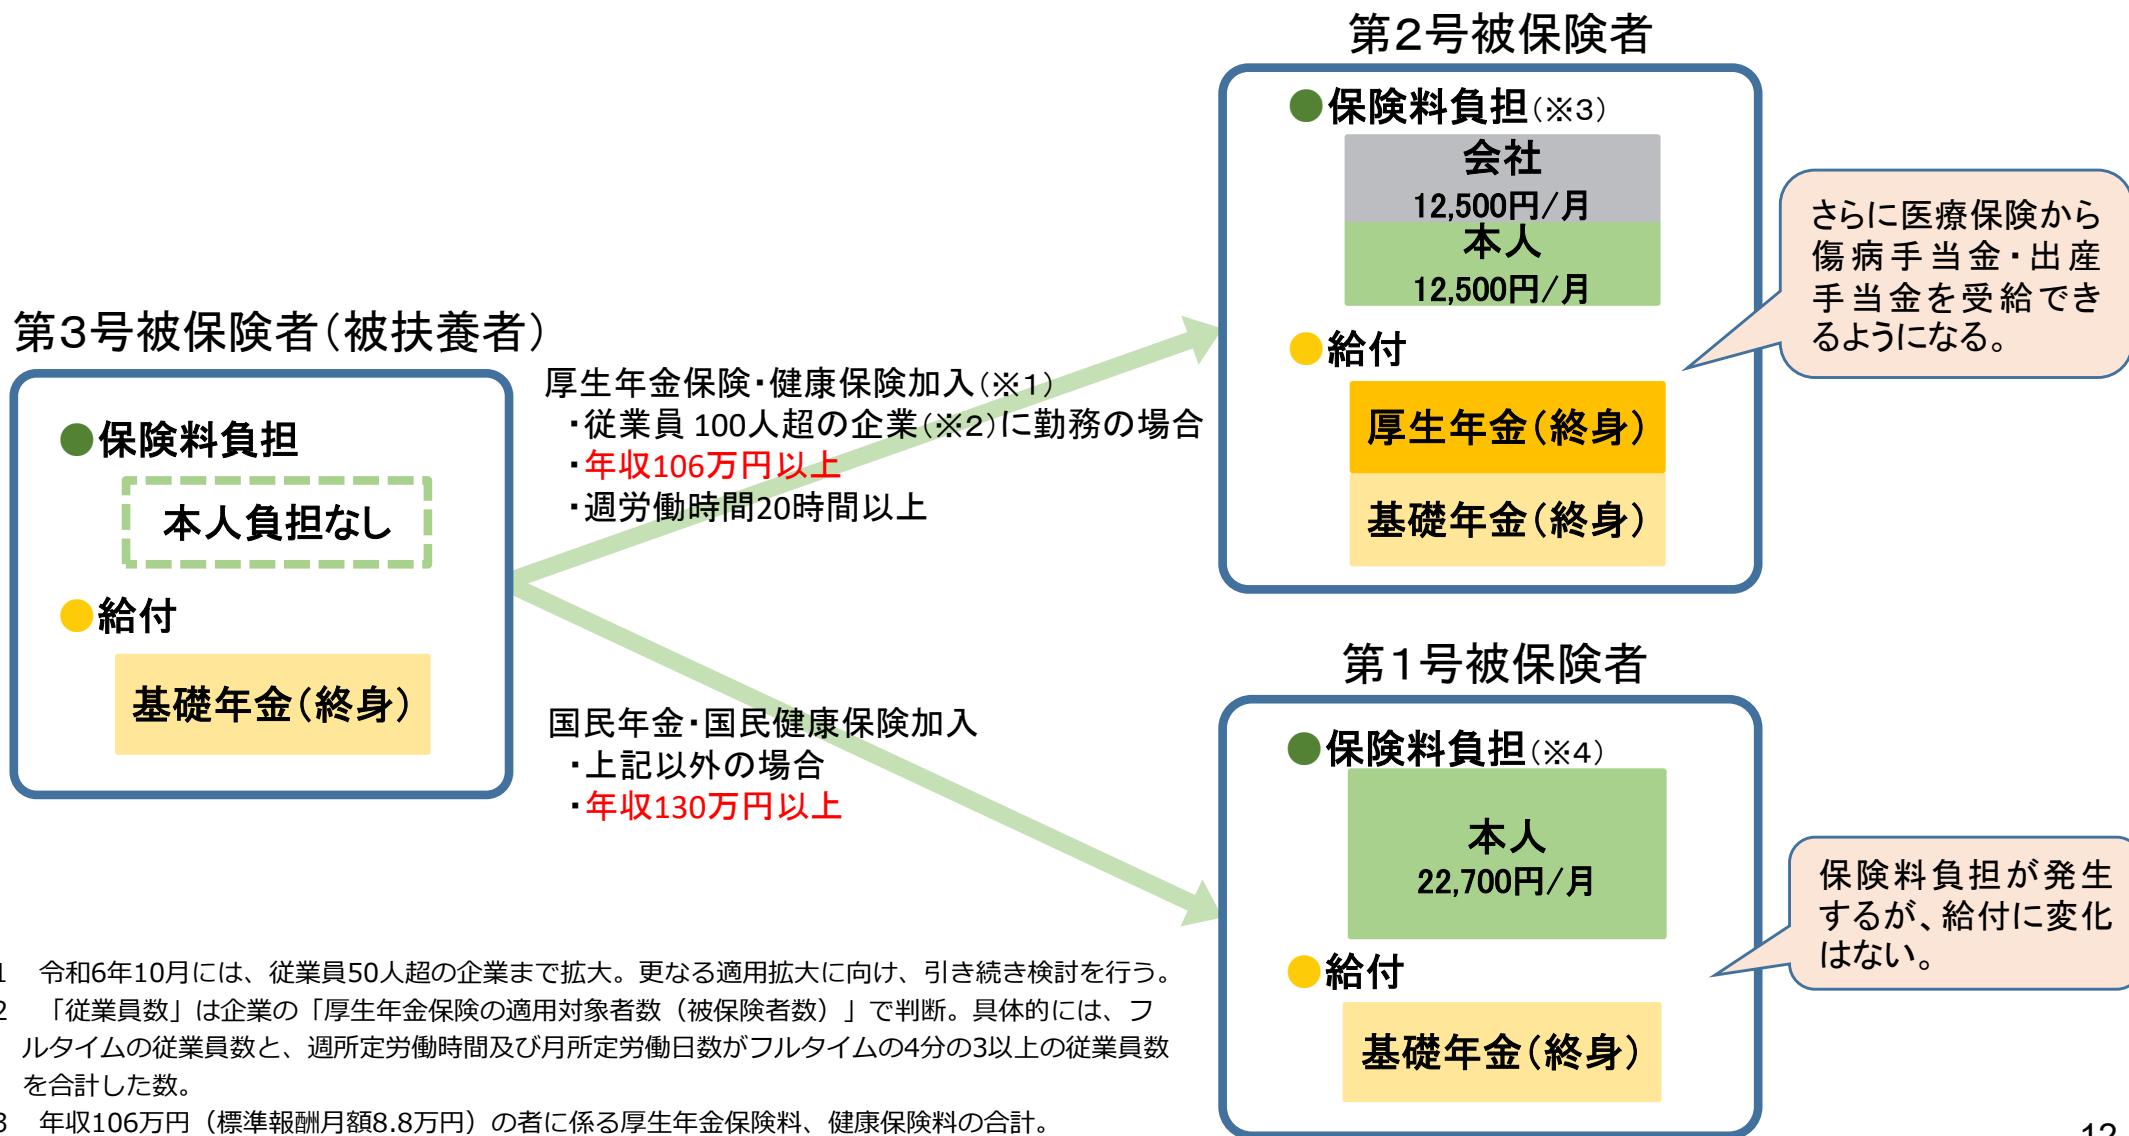 第3号被保険者(被扶養者)
●保険料負担
本人負担なし
●給付
基礎年金(終身)
厚生年金保険・健康保険加入(※1)
・従業員 100人超の企業(※2)に勤務の場合
・年収106万円以上
・週労働時間20時間以上
国民年金・国民健康保険加入
・上記以外の場合
・年収130万円以上
第2号被保険者
●保険料負担(※3)
会社
12,500円/月
本人
12,500円/月
●給付
厚生年金(終身)
基礎年金(終身)
さらに医療保険から
傷病手当金・出産
手当金を受給でき
るようになる。
第1号被保険者
●保険料負担(※4)
本人
22,700円/月
●給付
基礎年金(終身)
保険料負担が発生
するが、給付に変化
はない。
1 令和6年10月には、従業員50人超の企業まで拡大。更なる適用拡大に向け、引き続き検討を行う。
2 「従業員数」は企業の「厚生年金保険の適用対象者数(被保険者数)」で判断。具体的には、フ
ルタイムの従業員数と、週所定労働時間及び月所定労働日数がフルタイムの4分の3以上の従業員数
を合計した数。
3 年収106万円(標準報酬月額8.8万円)の者に係る厚生年金保険料、健康保険料の合計。
12